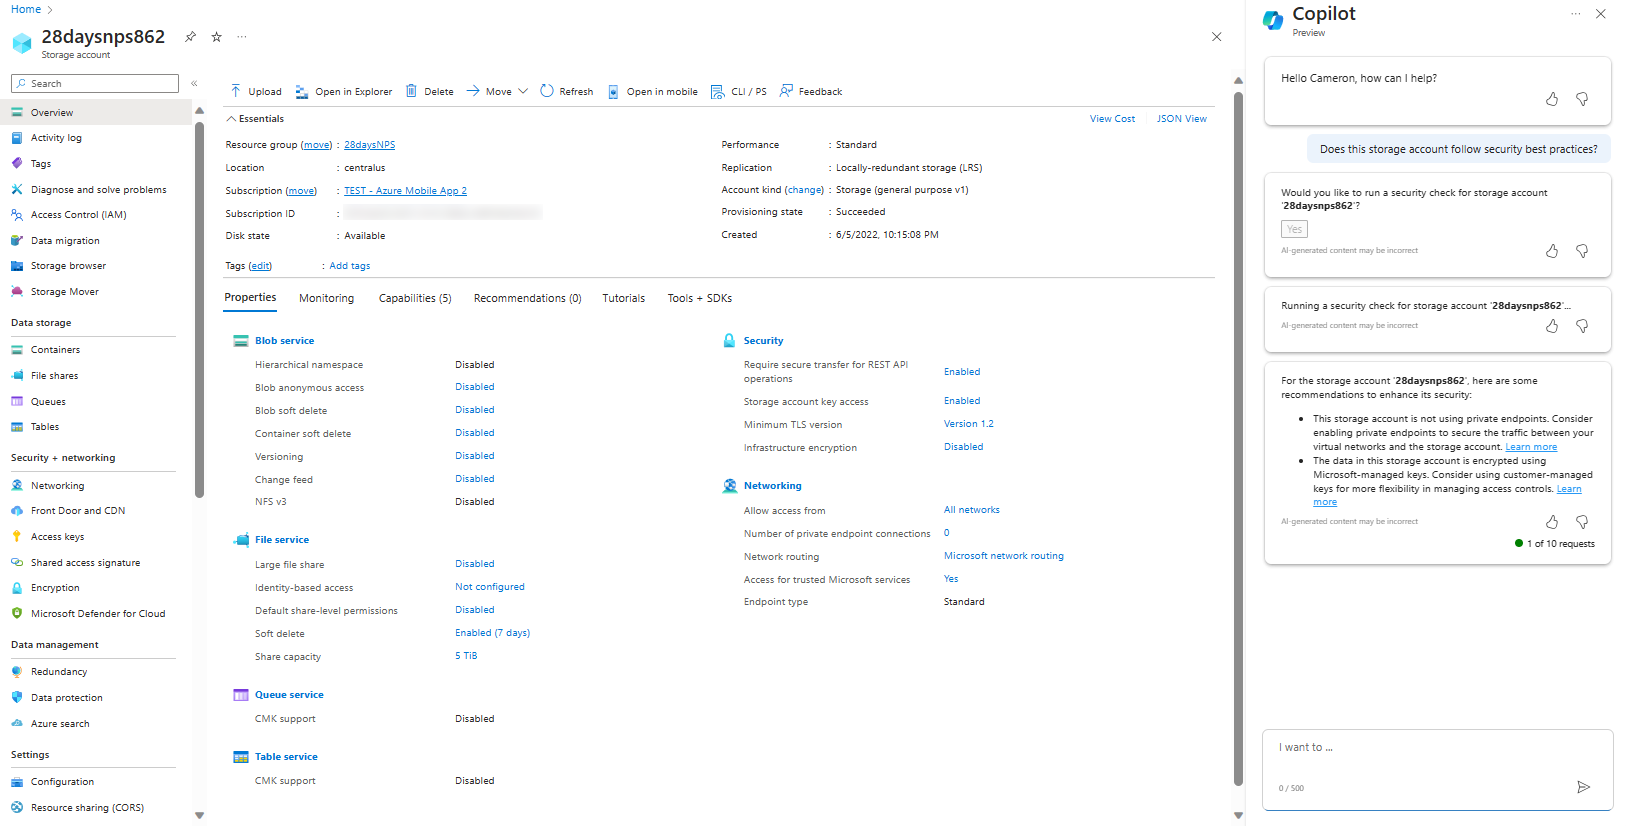 Home
28daysnps862
Storage account
Search
Overview
Activity log
Tags
Diagnose and solve problems
Access Control (IAM)
Data migration
Storage browser
Storage Mover
Data storage
Containers
File shares
Queues
Tables
Security + networking
Networking
Front Door and CDN
Access keys
Shared access signature
Encryption
Microsoft Defender for Cloud
Data management
Redundancy
Data protection
Azure search
Settings
Configuration
Resource sharing (CORS)
Upload Open in Explorer Delete Move Refresh Open in mobile CLI / PS Feedback
Essentials
View Cost JSON View
Resource group (move) : 28daysNPS
Location : centralus
Subscription (move) : TEST - Azure Mobile App 2
Subscription ID :
Disk state : Available
Performance : Standard
Replication : Locally-redundant storage (LRS)
Account kind (change) : Storage (general purpose v1)
Provisioning state : Succeeded
Created : 6/5/2022, 10:15:08 PM
Tags (edit) : Add tags
Properties Monitoring Capabilities (5) Recommendations (0) Tutorials Tools + SDKs
Blob service
Hierarchical namespace Disabled
Blob anonymous access Disabled
Blob soft delete Disabled
Container soft delete Disabled
Versioning Disabled
Change feed Disabled
NFS v3 Disabled
File service
Large file share Disabled
Identity-based access Not configured
Default share-level permissions Disabled
Soft delete Enabled (7 days)
Share capacity 5 TiB
Queue service
CMK support Disabled
Table service
CMK support Disabled
Security
Require secure transfer for REST API
operations Enabled
Storage account key access Enabled
Minimum TLS version Version 1.2
Infrastructure encryption Disabled
Networking
Allow access from All networks
Number of private endpoint connections 0
Network routing Microsoft network routing
Access for trusted Microsoft services Yes
Endpoint type Standard
Copilot
Preview
Hello Cameron, how can I help?
Does this storage account follow security best practices?
Would you like to run a security check for storage account
'28daysnps862'?
Yes
AI-generated content may be incorrect
Running a security check for storage account '28daysnps862'...
AI-generated content may be incorrect
For the storage account '28daysnps862', here are some
recommendations to enhance its security:
• This storage account is not using private endpoints. Consider
enabling private endpoints to secure the traffic between your
virtual networks and the storage account. Learn more
• The data in this storage account is encrypted using
Microsoft-managed keys. Consider using customer-managed
keys for more flexibility in managing access controls. Learn
more
AI-generated content may be incorrect
1 of 10 requests
I want to ...
0 / 500